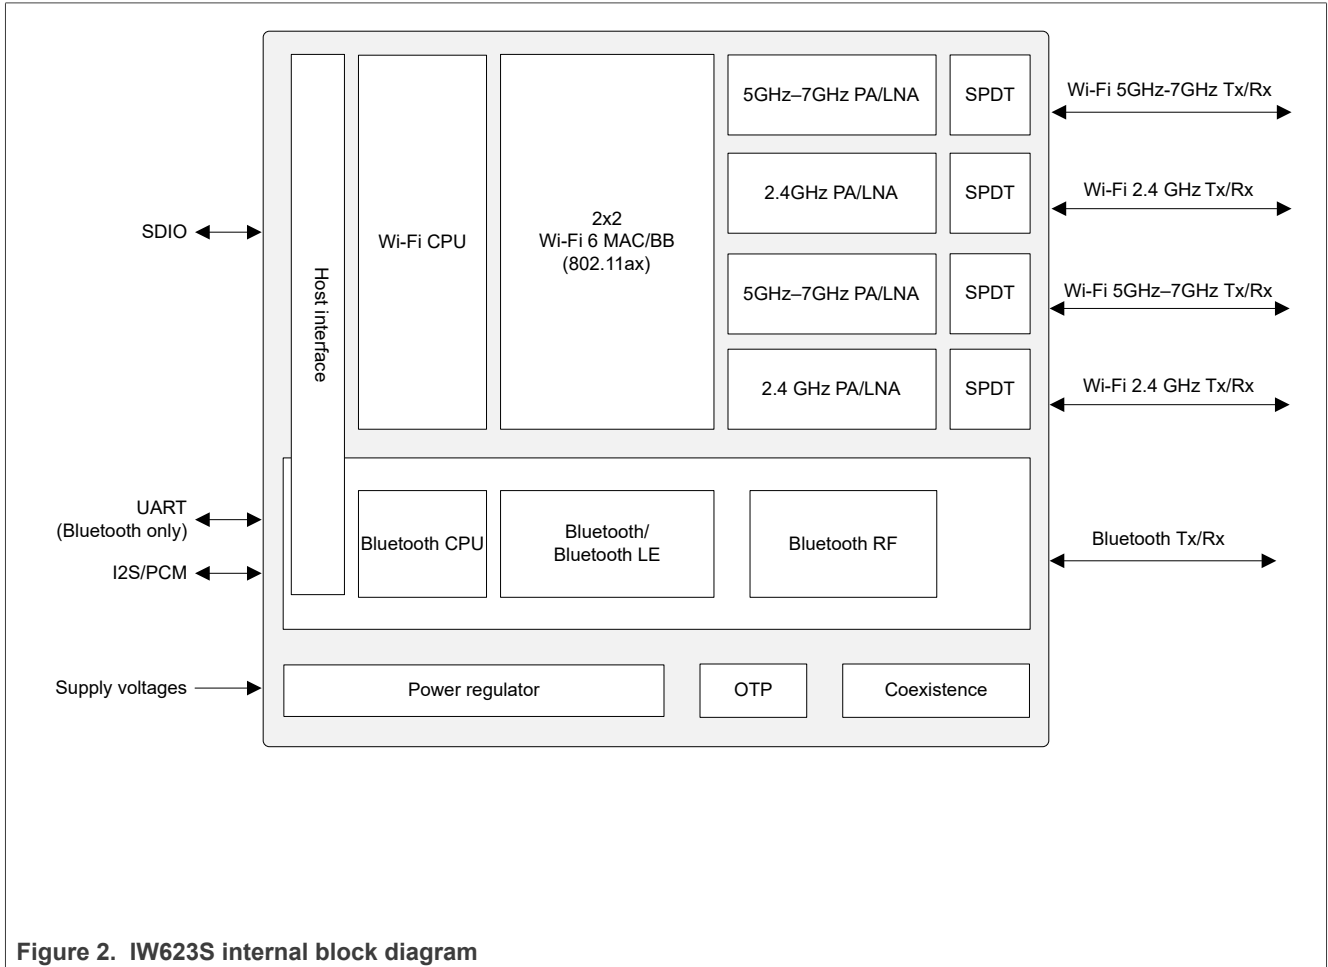 5GHz–7GHz PA/LNA
SPDT
Wi-Fi 5GHz-7GHz Tx/Rx
2.4GHz PA/LNA
SPDT
Wi-Fi 2.4 GHz Tx/Rx
SDIO
Host interface
Wi-Fi CPU
2x2
Wi-Fi 6 MAC/BB
(802.11ax)
5GHz–7GHz PA/LNA
SPDT
Wi-Fi 5GHz–7GHz Tx/Rx
2.4 GHz PA/LNA
SPDT
Wi-Fi 2.4 GHz Tx/Rx
UART
(Bluetooth only)
I2S/PCM
Bluetooth CPU
Bluetooth/
Bluetooth LE
Bluetooth RF
Bluetooth Tx/Rx
Supply voltages
Power regulator
OTP
Coexistence
Figure 2. IW623S internal block diagram